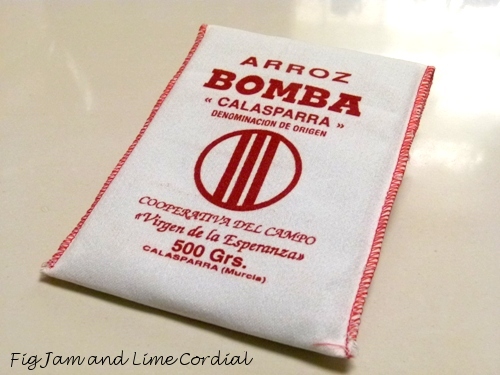 ARROZ
BOMBA
« CALASPARRA »
DENOMINACION DE ORIGEN
COOPERATIVA DEL CAMPO
«Virgen de la Esperanza»
500 Grs.
CALASPARRA (Murcia)
Fig Jam and Lime Cordial